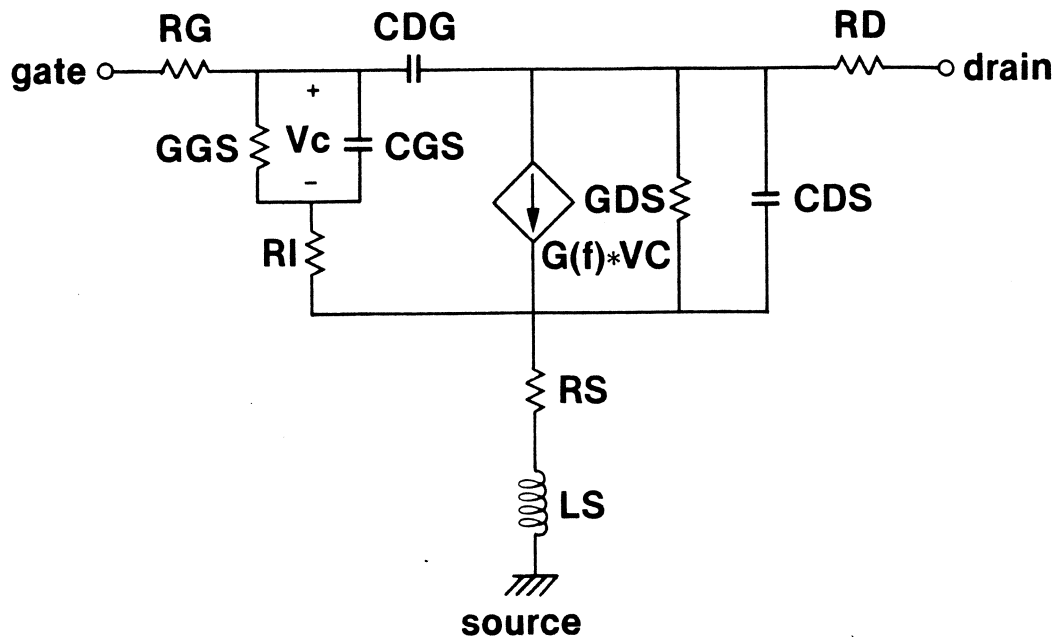 RG
CDG
RD
gate
drain
+
GGS
Vc
CGS
−
GDS
CDS
RI
G(f)*VC
RS
LS
source